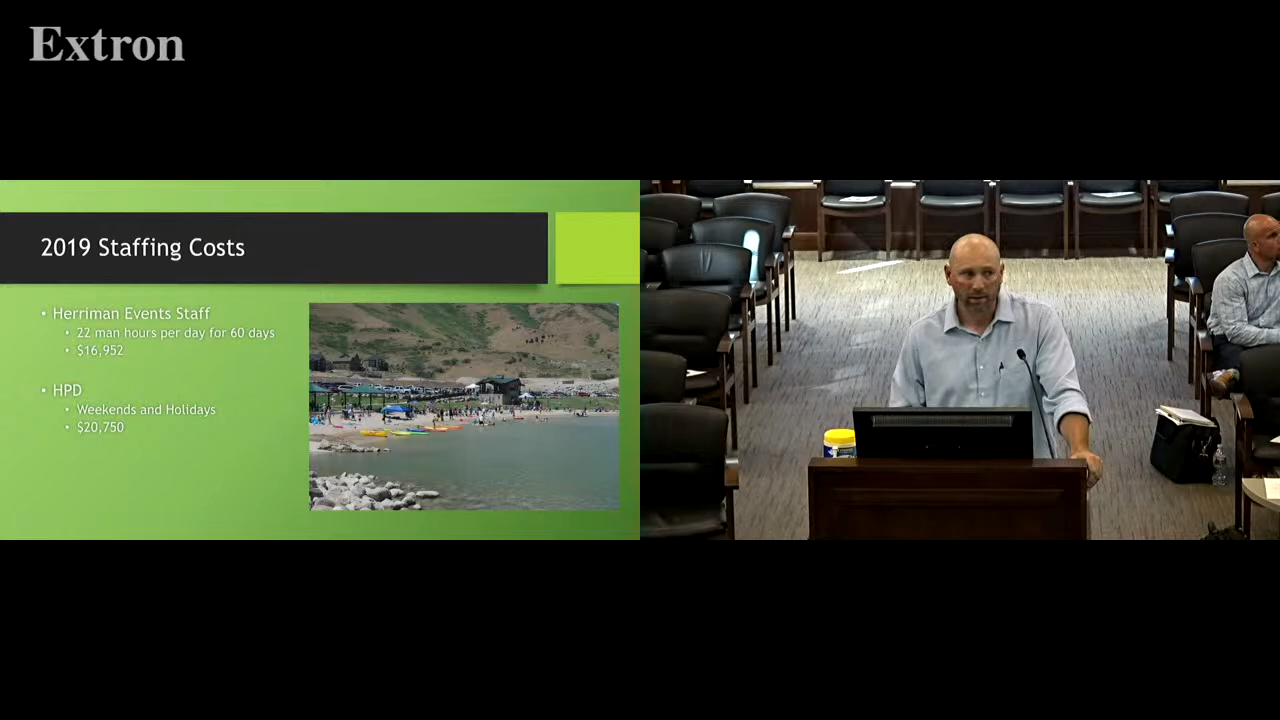 Extron
2019 Staffing Costs
• Herriman Events Staff
• 22 man hours per day for 60 days
• $16,952
• HPD
• Weekends and Holidays
• $20,750